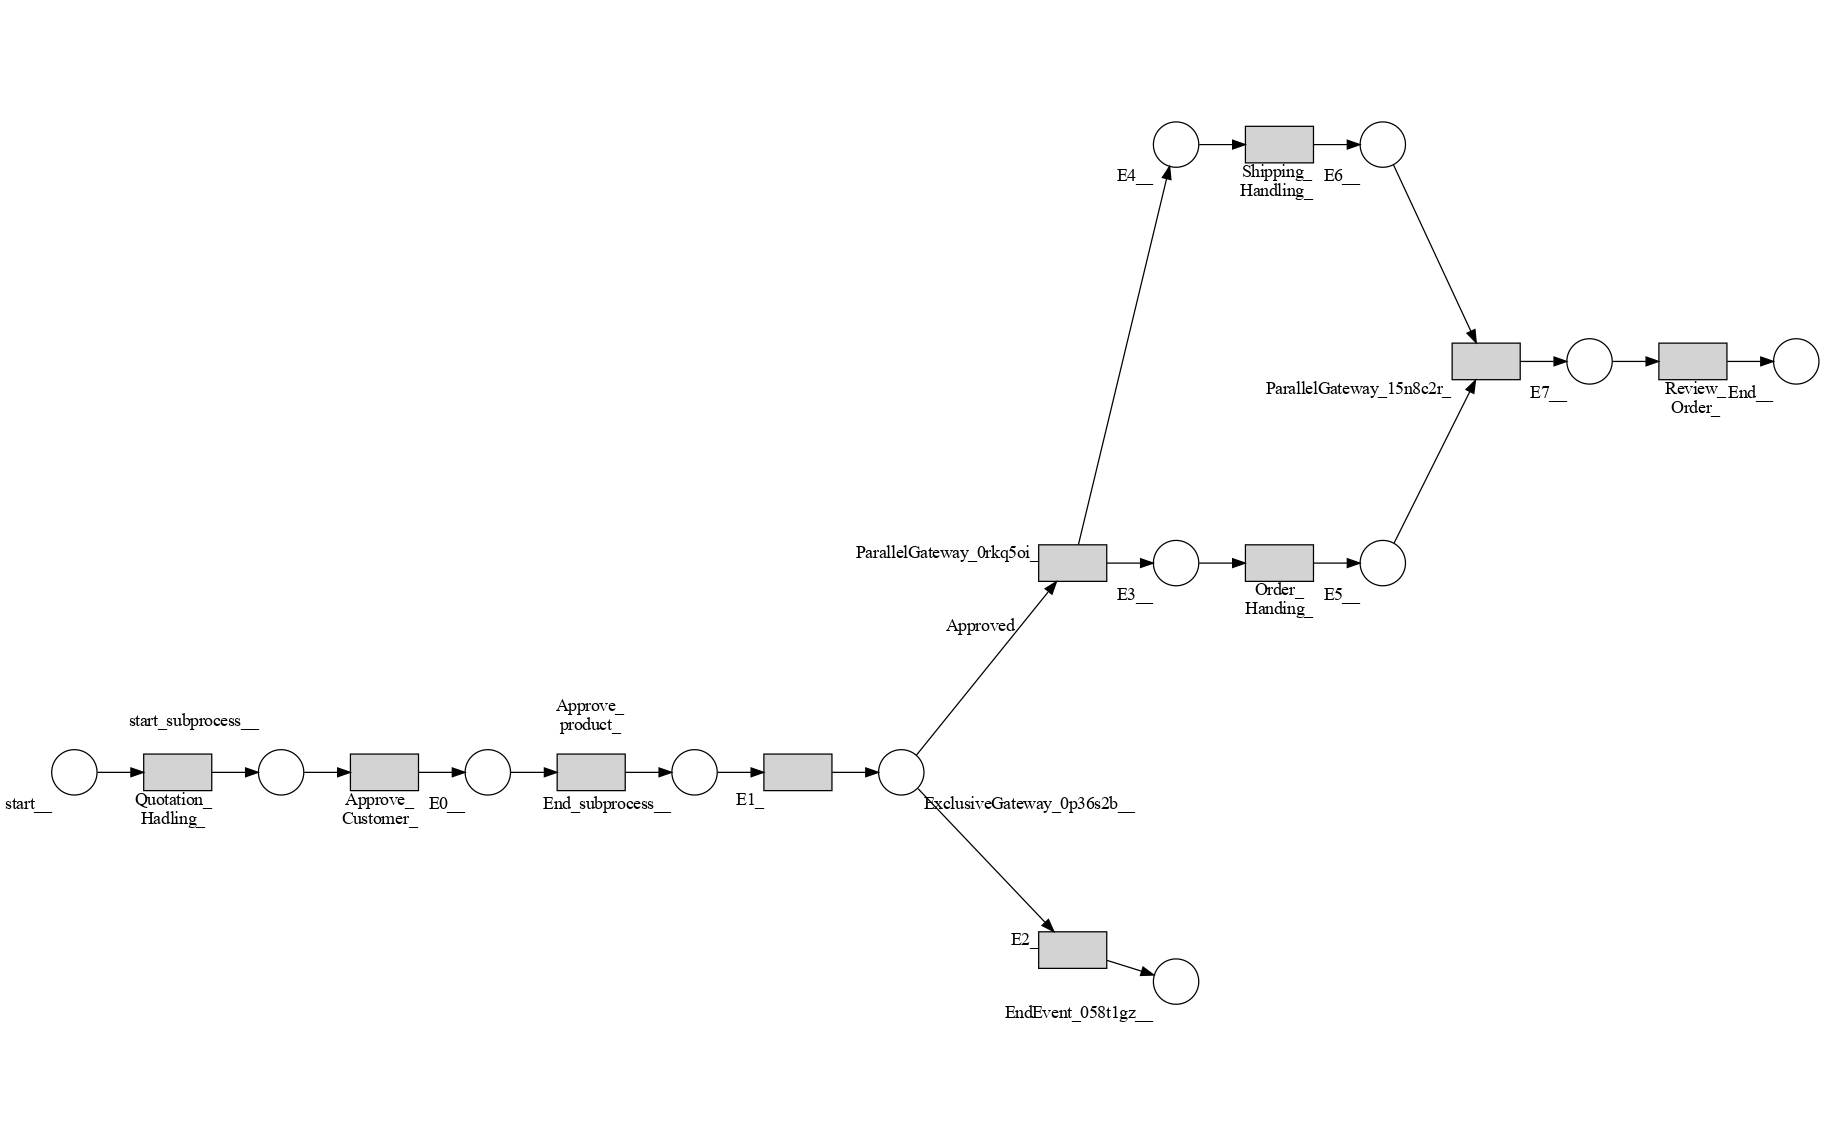 E4__
Shipping_
Handling_
E6__
ParallelGateway_15n8c2r_
E7__
Review_
Order_
End__
ParallelGateway_0rkq5oi_
E3__
Order_
Handing_
E5__
Approved
start_subprocess__
Approve_
product_
start__
Quotation_
Hadling_
Approve_
Customer_
E0__
End_subprocess__
E1_
ExclusiveGateway_0p36s2b__
E2_
EndEvent_058t1gz__